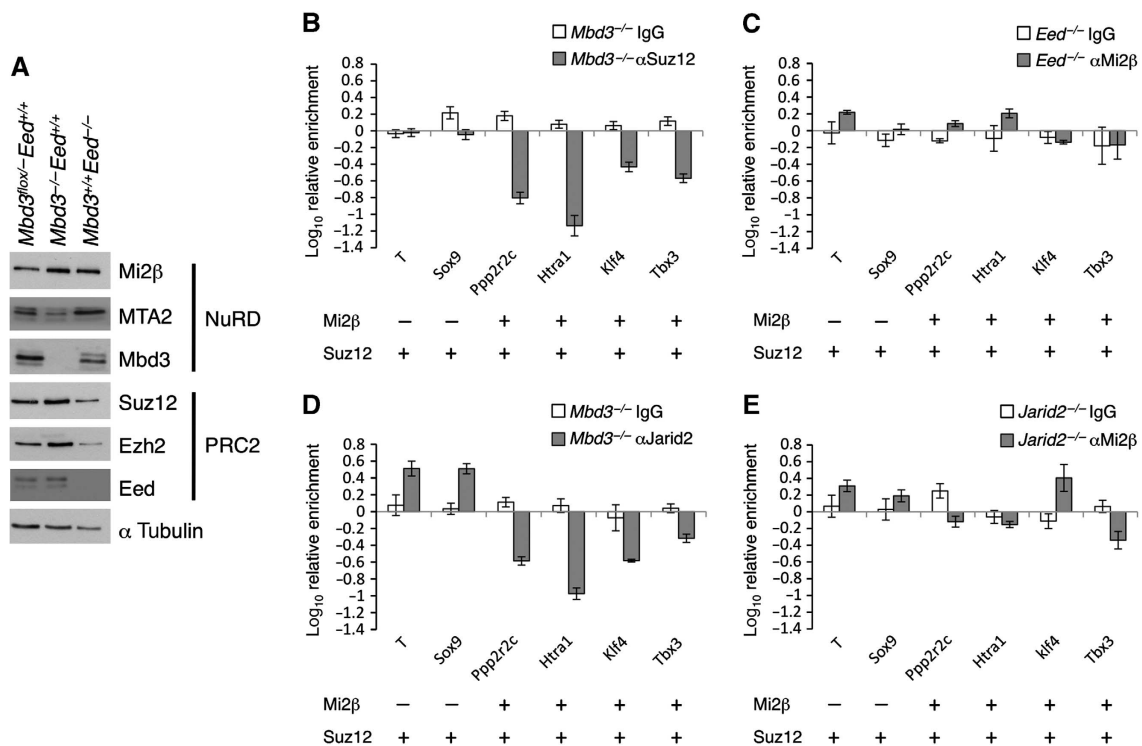 A
Mbd3flox/–Eed+/+
Mbd3–/–Eed+/+
Mbd3+/+Eed–/–
Mi2β
MTA2
Mbd3
NuRD
Suz12
Ezh2
Eed
PRC2
α Tubulin
B
Mbd3–/– IgG
Mbd3–/– αSuz12
Log10 relative enrichment
0.8
0.6
0.4
0.2
0
–0.2
–0.4
–0.6
–0.8
–1
–1.2
–1.4
T Sox9 Ppp2r2c Htra1 Klf4 Tbx3
Mi2β – – + + + +
Suz12 + + + + + +
C
Eed–/– IgG
Eed–/– αMi2β
Log10 relative enrichment
0.8
0.6
0.4
0.2
0
–0.2
–0.4
–0.6
–0.8
–1
–1.2
–1.4
T Sox9 Ppp2r2c Htra1 Klf4 Tbx3
Mi2β – – + + + +
Suz12 + + + + + +
D
Mbd3–/– IgG
Mbd3–/– αJarid2
Log10 relative enrichment
0.8
0.6
0.4
0.2
0
–0.2
–0.4
–0.6
–0.8
–1
–1.2
–1.4
T Sox9 Ppp2r2c Htra1 Klf4 Tbx3
Mi2β – – + + + +
Suz12 + + + + + +
E
Jarid2–/– IgG
Jarid2–/– αMi2β
Log10 relative enrichment
0.8
0.6
0.4
0.2
0
–0.2
–0.4
–0.6
–0.8
–1
–1.2
–1.4
T Sox9 Ppp2r2c Htra1 klf4 Tbx3
Mi2β – – + + + +
Suz12 + + + + + +